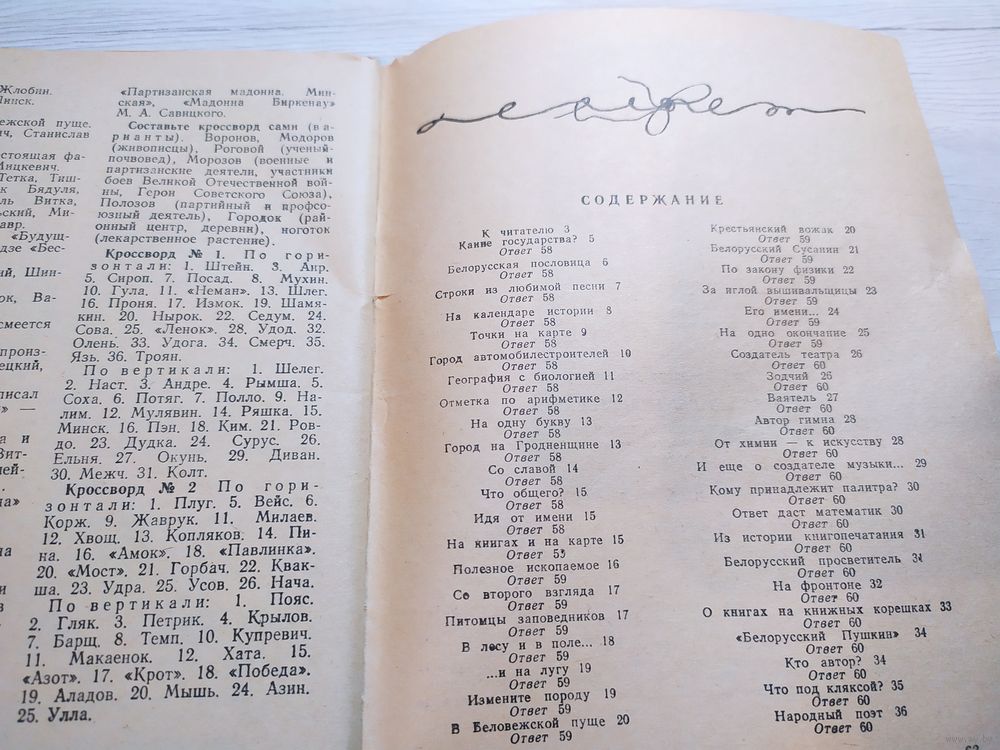 Жлобин.
Минск.
ежской пуще.
ич, Станислав
стоящая фа-
Мицкевич.
Тетка, Тиш-
к Бядуля,
ль Витка,
ьский, Ми-
авр.
«Будущ-
дзе «Бес-
ий, Шни-
ок, Ва-
смеется
произ-
ецкий,
писал
» —
а и
Вит-
лей-
«Партизанская мадонна. Мин-
ская», «Мадонна Биркенау»
М. А. Савицкого.
Составьте кроссворд сами (ва-
рианты). Воронов, Модоров
(живописцы), Роговой (ученый-
почвовед), Морозов (военные и
партизанские деятели, участники
боев Великой Отечественной вой-
ны, Герои Советского Союза),
Полозов (партийный и профсо-
юзный деятель), Городок (рай-
онный центр, деревни), ноготок
(лекарственное растение).
Кроссворд № 1. По гори-
зонтали: 1. Штейн. 3. Аир.
5. Сироп. 7. Посад. 8. Мухин.
10. Гула. 11. «Неман». 13. Шлег.
16. Проня. 17. Измок. 19. Шамя-
кин. 20. Нырок. 22. Седум. 24.
Сова. 25. «Ленок». 28. Удод. 32.
Олень. 33. Удога. 34. Смерч. 35.
Язь. 36. Троян.
По вертикали: 1. Шелег.
2. Наст. 3. Андре. 4. Рымша. 5.
Соха. 6. Потяг. 7. Полло. 9. На-
лим. 12. Мулявин. 14. Ряшка. 15.
Минск. 16. Пэн. 18. Ким. 21. Ров-
до. 23. Дудка. 24. Сурус. 26.
Ельня. 27. Окунь. 29. Диван.
30. Межч. 31. Колт.
Кроссворд № 2 По гори-
зонтали: 1. Плуг. 5. Вейс. 6.
Корж. 9. Жаврук. 11. Милаев.
12. Хвощ. 13. Копляков. 14. Пи-
на. 16. «Амок». 18. «Павлинка».
20. «Мост». 21. Горбач. 22. Квак-
ша. 23. Удра. 25. Усов. 26. Нача.
По вертикали: 1. Пояс.
2. Гляк. 3. Петрик. 4. Крылов.
7. Барщ. 8. Темп. 10. Купревич.
11. Макаенок. 12. Хата. 15.
«Азот». 17. «Крот». 18. «Победа».
19. Аладов. 20. Мышь. 24. Азин.
25. Улла.
СОДЕРЖАНИЕ
К читателю 3
Какие государства? 5
Ответ 58
Белорусская пословица 6
Ответ 58
Строки из любимой песни 7
Ответ 58
На календаре истории 8
Ответ 58
Точки на карте 9
Ответ 58
Город автомобилестроителей 10
Ответ 58
География с биологией 11
Ответ 58
Отметка по арифметике 12
Ответ 58
На одну букву 13
Ответ 58
Город на Гродненщине 13
Ответ 58
Со славой 14
Ответ 58
Что общего? 15
Ответ 58
Идя от имени 15
Ответ 58
На книгах и на карте 15
Ответ 53
Полезное ископаемое 16
Ответ 59
Со второго взгляда 17
Ответ 59
Питомцы заповедников 17
Ответ 59
В лесу и в поле... 18
Ответ 59
...и на лугу 19
Ответ 59
Измените породу 19
Ответ 59
В Беловежской пуще 20
Ответ 59
Крестьянский вожак 20
Ответ 59
Белорусский Сусанин 21
Ответ 59
По закону физики 22
Ответ 59
За иглой вышивальщицы 23
Ответ 59
Его имени... 24
Ответ 59
На одно окончание 25
Ответ 59
Создатель театра 26
Ответ 60
Зодчий 26
Ответ 60
Ваятель 27
Ответ 60
Автор гимна 28
Ответ 60
От химии — к искусству 28
Ответ 60
И еще о создателе музыки... 29
Ответ 60
Кому принадлежит палитра? 30
Ответ 60
Ответ даст математик 30
Ответ 60
Из истории книгопечатания 31
Ответ 60
Белорусский просветитель 31
Ответ 60
На фронтоне 32
Ответ 60
О книгах на книжных корешках 33
Ответ 60
«Белорусский Пушкин» 34
Ответ 60
Кто автор? 34
Ответ 60
Что под кляксой? 35
Ответ 60
Народный поэт 36
Ответ 60